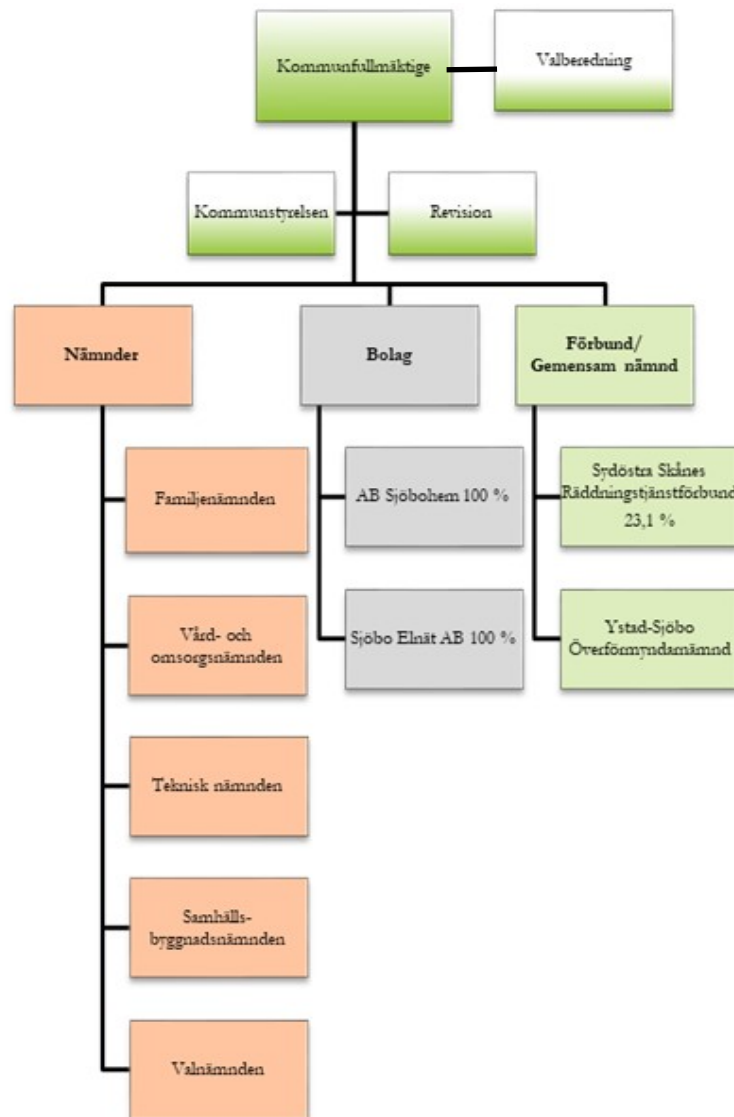 Kommunfullmäktige
Valberedning
Kommunstyrelsen
Revision
Nämnder
Bolag
Förbund/
Gemensam nämnd
Familjenämnden
AB Sjöbohem 100 %
Sydöstra Skånes
Räddningstjänstförbund
23,1 %
Vård- och
omsorgsnämnden
Sjöbo Elnät AB 100 %
Ystad-Sjöbo
Överförmyndarnämnd
Teknisk nämnden
Samhälls-
byggnadsnämnden
Valnämnden